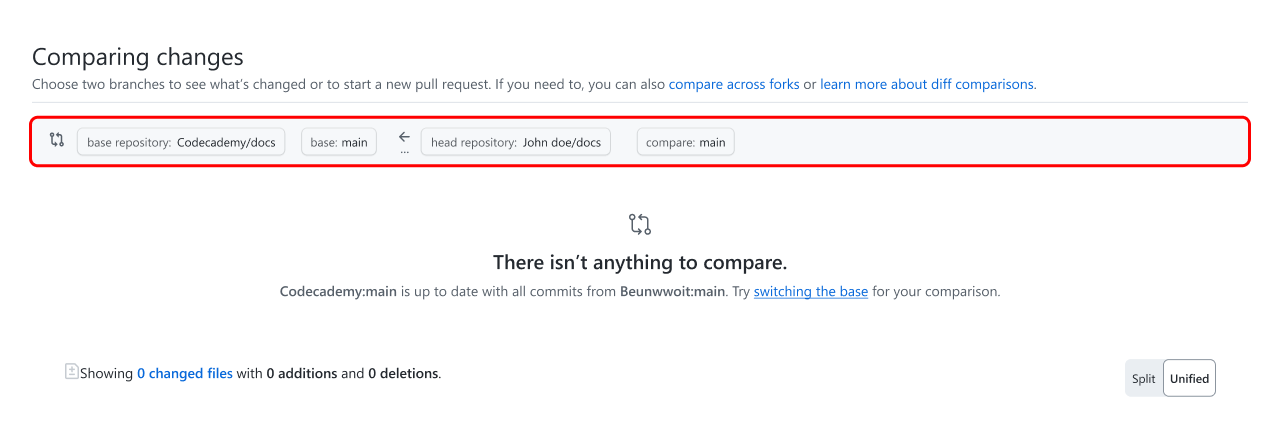 Comparing changes
Choose two branches to see what's changed or to start a new pull request. If you need to, you can also compare across forks or learn more about diff comparisons.
base repository: Codecademy/docs base: main ... head repository: John doe/docs compare: main
There isn't anything to compare.
Codecademy:main is up to date with all commits from Beunwwoit:main. Try switching the base for your comparison.
Showing 0 changed files with 0 additions and 0 deletions.
Split Unified